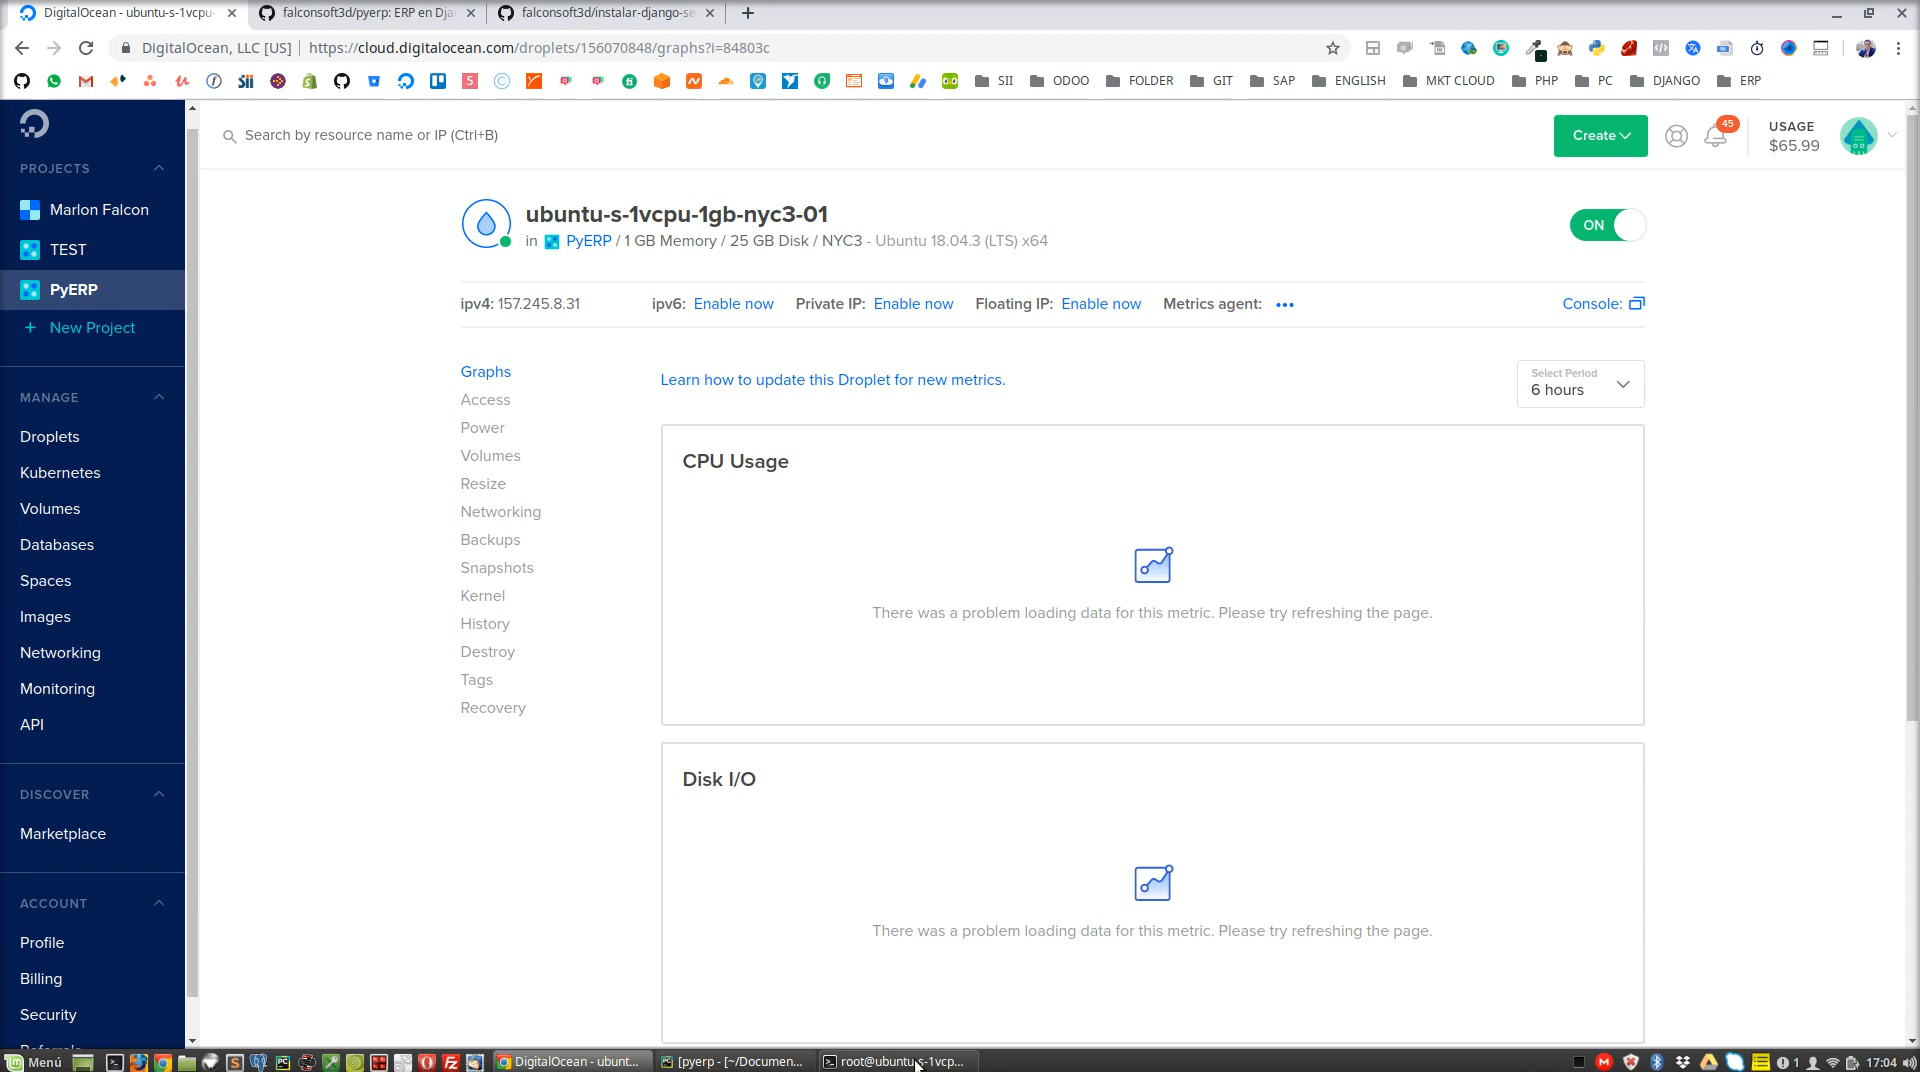 DigitalOcean - ubuntu-s-1vcpu-
falconsoft3d/pyerp: ERP en Dja
falconsoft3d/instalar-django-se
DigitalOcean, LLC [US]
https://cloud.digitalocean.com/droplets/156070848/graphs?i=84803c
SII
ODOO
FOLDER
GIT
SAP
ENGLISH
MKT CLOUD
PHP
PC
DJANGO
ERP
Search by resource name or IP (Ctrl+B)
Create
45
USAGE
$65.99
PROJECTS
Marlon Falcon
TEST
PyERP
+ New Project
MANAGE
Droplets
Kubernetes
Volumes
Databases
Spaces
Images
Networking
Monitoring
API
DISCOVER
Marketplace
ACCOUNT
Profile
Billing
Security
Referrals
ubuntu-s-1vcpu-1gb-nyc3-01
in PyERP / 1 GB Memory / 25 GB Disk / NYC3 - Ubuntu 18.04.3 (LTS) x64
ON
ipv4: 157.245.8.31
ipv6: Enable now
Private IP: Enable now
Floating IP: Enable now
Metrics agent:
Console:
Graphs
Access
Power
Volumes
Resize
Networking
Backups
Snapshots
Kernel
History
Destroy
Tags
Recovery
Learn how to update this Droplet for new metrics.
Select Period
6 hours
CPU Usage
There was a problem loading data for this metric. Please try refreshing the page.
Disk I/O
There was a problem loading data for this metric. Please try refreshing the page.
Menú
DigitalOcean - ubunt...
[pyerp - [~/Documen...
root@ubuntu-s-1vcp...
1
17:04